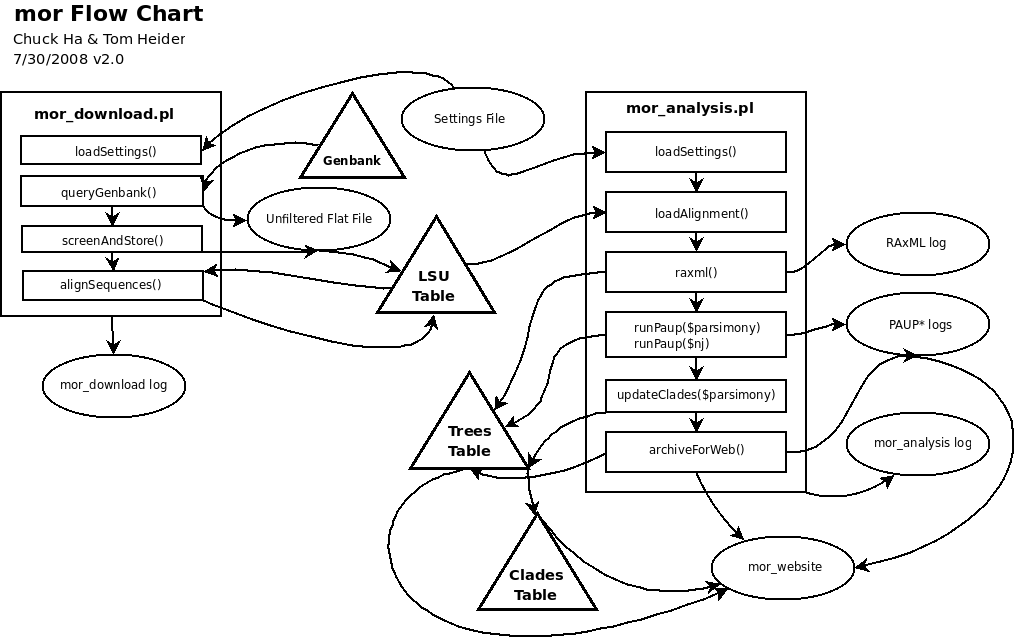 mor Flow Chart
Chuck Ha & Tom Heider
7/30/2008 v2.0
mor_download.pl
loadSettings()
queryGenbank()
screenAndStore()
alignSequences()
mor_download log
Genbank
Settings File
Unfiltered Flat File
LSU
Table
mor_analysis.pl
loadSettings()
loadAlignment()
raxml()
runPaup($parsimony)
runPaup($nj)
updateClades($parsimony)
archiveForWeb()
RAxML log
PAUP* logs
mor_analysis log
Trees
Table
Clades
Table
mor_website